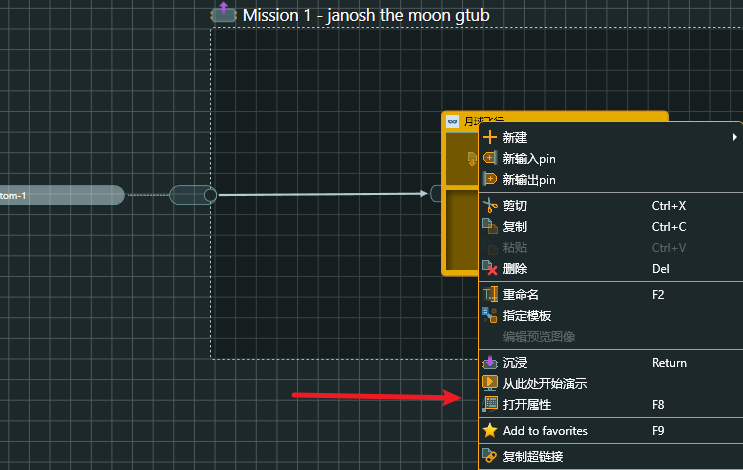 Mission 1 - janosh the moon gtub
月球飞行
tom-1
新建
新输入pin
新输出pin
剪切 Ctrl+X
复制 Ctrl+C
粘贴 Ctrl+V
删除 Del
重命名 F2
指定模板
编辑预览图像
沉浸 Return
从此处开始演示
打开属性 F8
Add to favorites F9
复制超链接